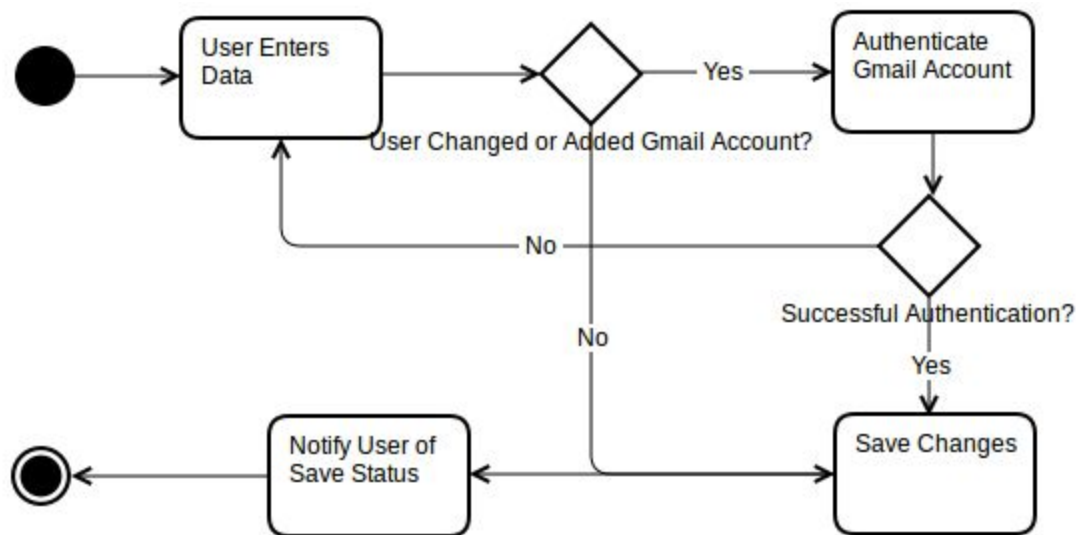 User Enters
Data
Yes
Authenticate
Gmail Account
User Changed or Added Gmail Account?
No
Successful Authentication?
No
Yes
Notify User of
Save Status
Save Changes